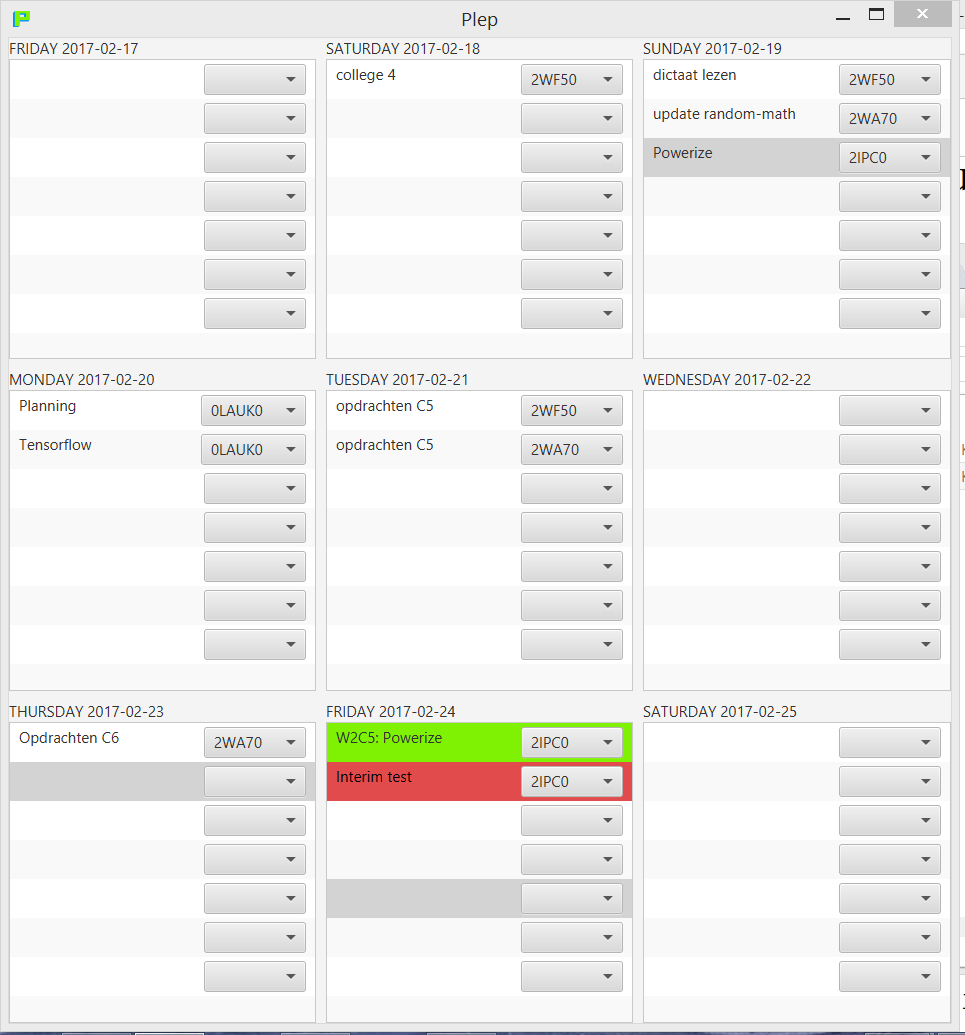 Plep
FRIDAY 2017-02-17
SATURDAY 2017-02-18
SUNDAY 2017-02-19
college 4 2WF50
dictaat lezen 2WF50
update random-math 2WA70
Powerize 2IPC0
MONDAY 2017-02-20
TUESDAY 2017-02-21
WEDNESDAY 2017-02-22
Planning 0LAUK0
Tensorflow 0LAUK0
opdrachten C5 2WF50
opdrachten C5 2WA70
THURSDAY 2017-02-23
FRIDAY 2017-02-24
SATURDAY 2017-02-25
Opdrachten C6 2WA70
W2C5: Powerize 2IPC0
Interim test 2IPC0